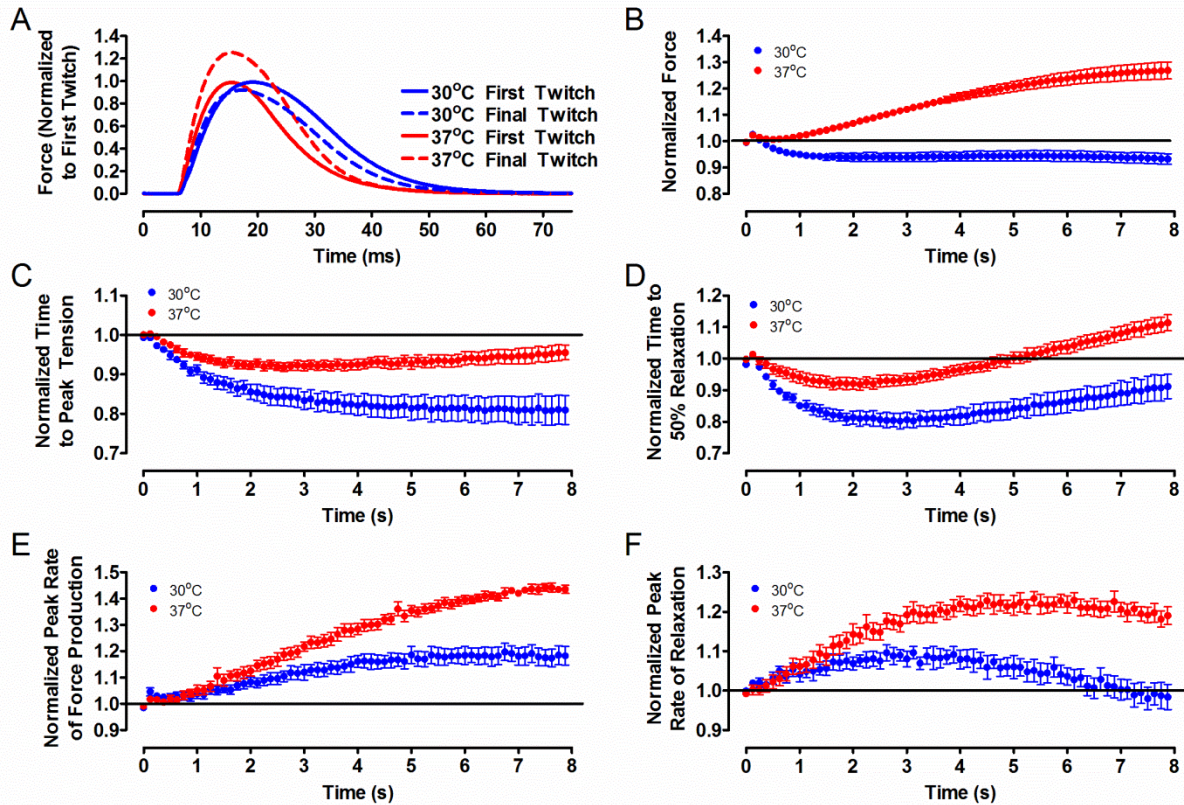 A
Force (Normalized
to First Twitch)
1.4
1.2
1.0
0.8
0.6
0.4
0.2
0.0
30°C First Twitch
30°C Final Twitch
37°C First Twitch
37°C Final Twitch
0 10 20 30 40 50 60 70
Time (ms)
B
Normalized Force
1.4
1.3
1.2
1.1
1.0
0.9
0.8
30°C
37°C
0 1 2 3 4 5 6 7 8
Time (s)
C
Normalized Time
to Peak Tension
1.1
1.0
0.9
0.8
0.7
30°C
37°C
0 1 2 3 4 5 6 7 8
Time (s)
D
Normalized Time to
50% Relaxation
1.2
1.1
1.0
0.9
0.8
0.7
30°C
37°C
0 1 2 3 4 5 6 7 8
Time (s)
E
Normalized Peak Rate
of Force Production
1.5
1.4
1.3
1.2
1.1
1.0
0.9
30°C
37°C
0 1 2 3 4 5 6 7 8
Time (s)
F
Normalized Peak
Rate of Relaxation
1.3
1.2
1.1
1.0
0.9
30°C
37°C
0 1 2 3 4 5 6 7 8
Time (s)